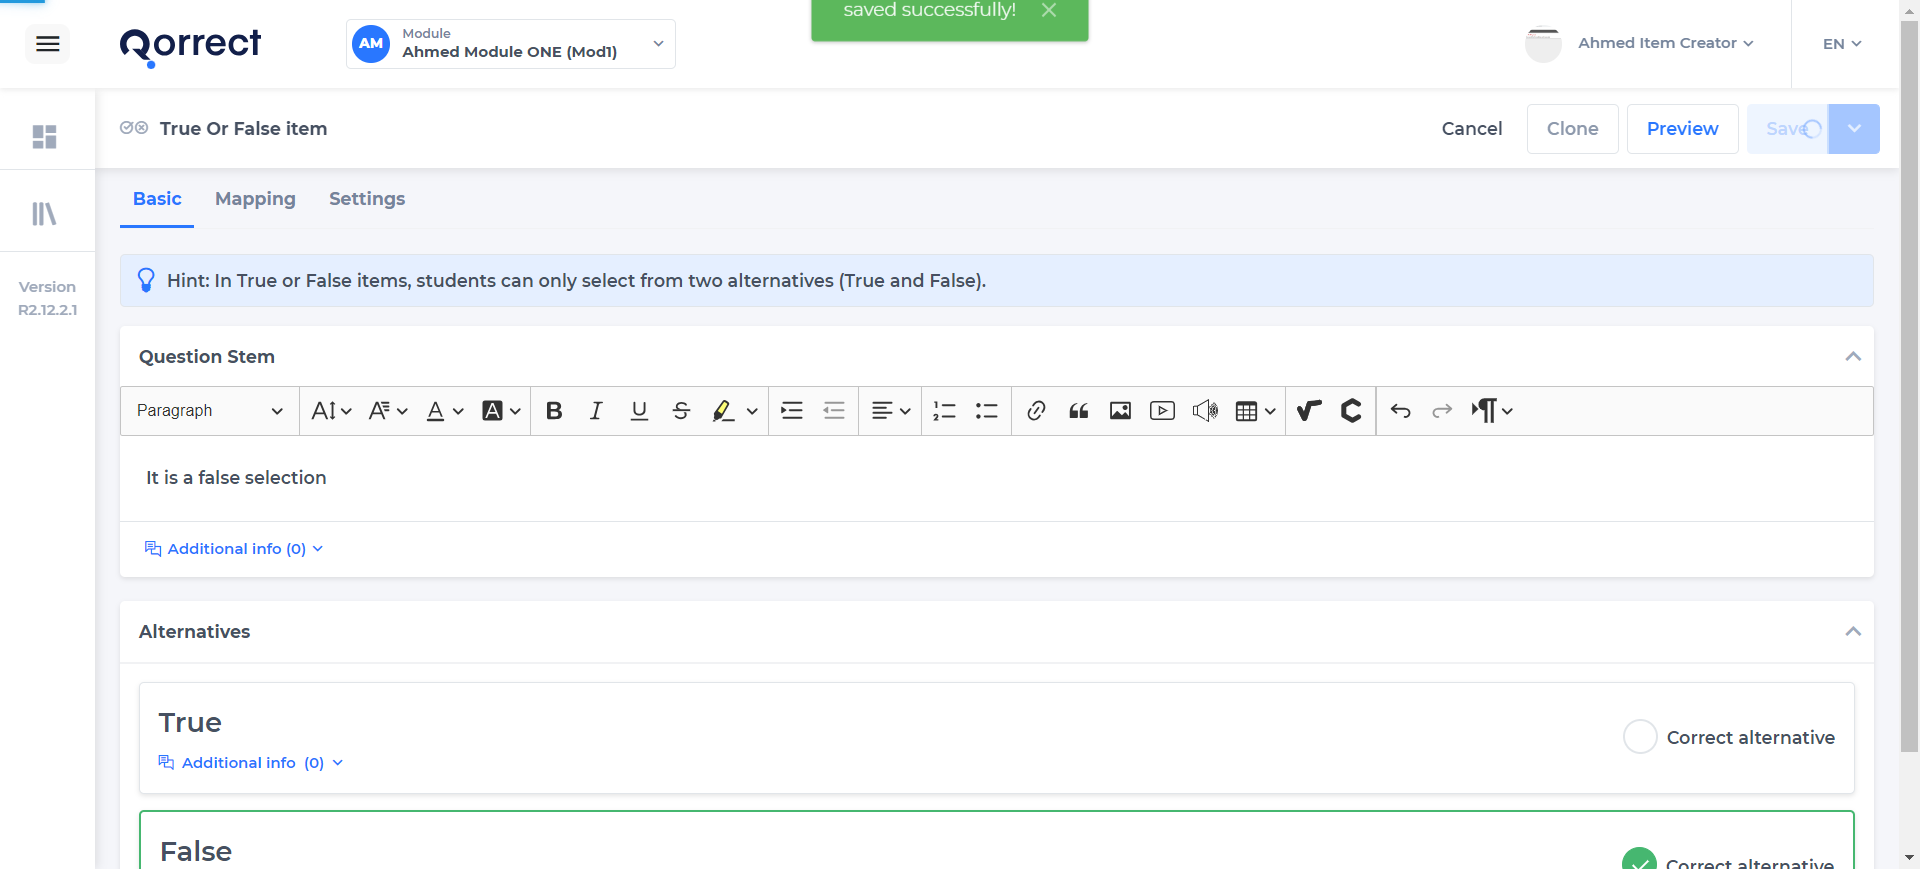 saved successfully!
Qorrect
AM
Module
Ahmed Module ONE (Mod1)
Ahmed Item Creator
EN
True Or False item
Cancel
Clone
Preview
Save
Basic
Mapping
Settings
Version
R2.12.2.1
Hint: In True or False items, students can only select from two alternatives (True and False).
Question Stem
Paragraph
It is a false selection
Additional info (0)
Alternatives
True
Correct alternative
Additional info (0)
False
Correct alternative